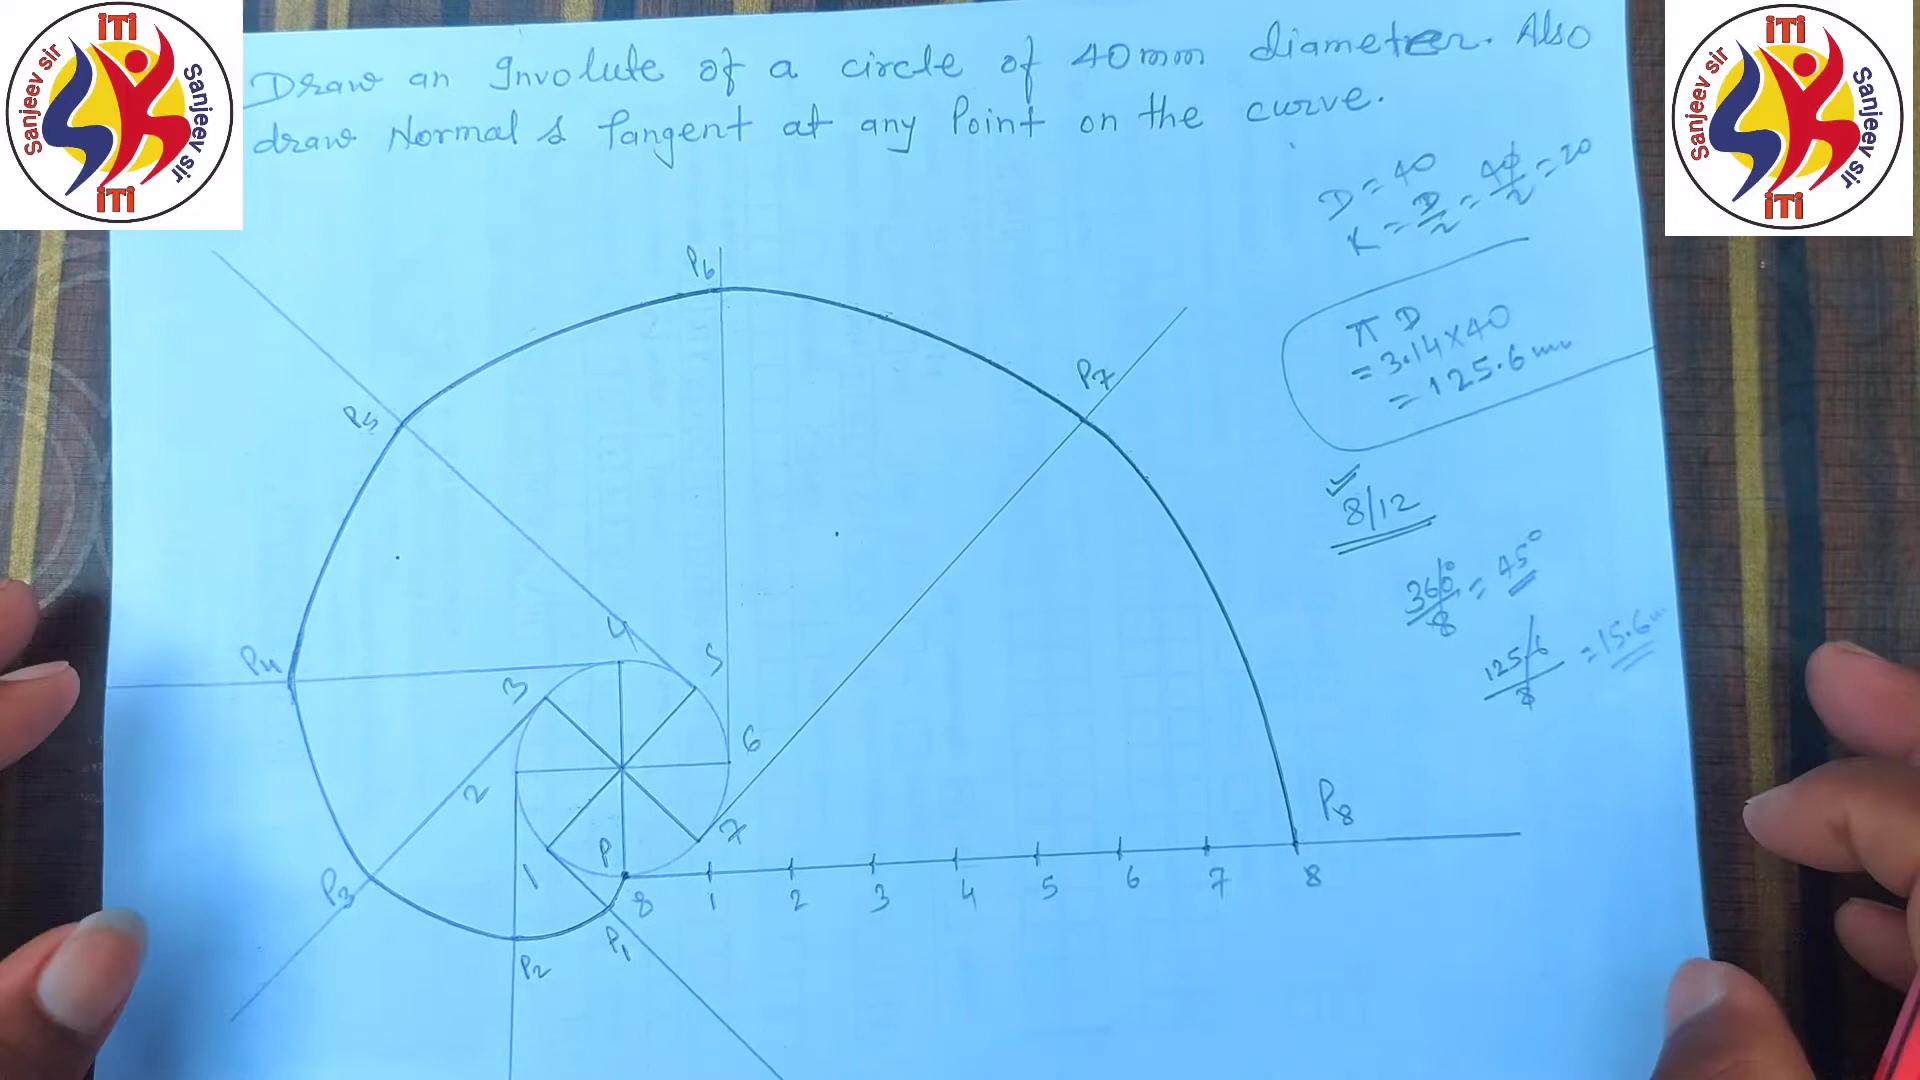 iTi
Sanjeev sir
Sanjeev sir
iTi
iTi
Sanjeev sir
Sanjeev sir
iTi
Draw an Involute of a circle of 40mm diameter. Also
draw Normal & Tangent at any Point on the curve.
D = 40
R = D/2 = 40/2 = 20
π D
= 3.14×40
= 125.6 mm
8/12
360°/8 = 45°
125.6/8 = 15.6
P6
P7
P5
P4
4
5
3
6
2
7
P8
P
1
P3
8
1 2 3 4 5 6 7 8
P1
P2